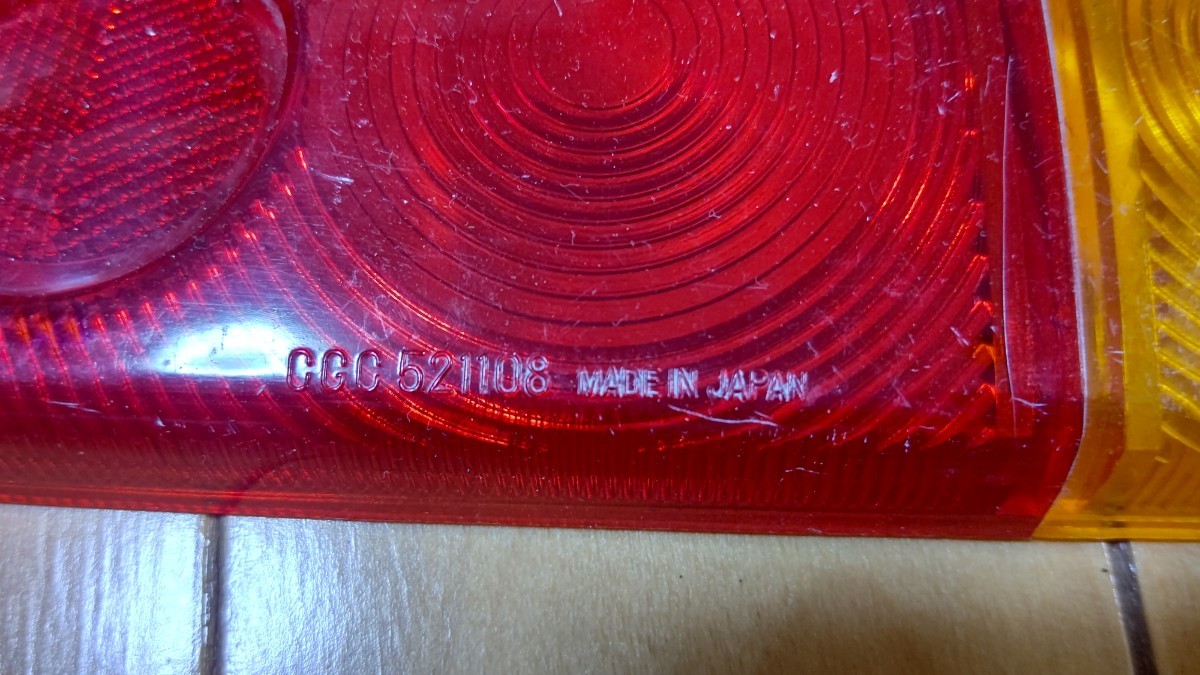 CGC 521108 MADE IN JAPAN